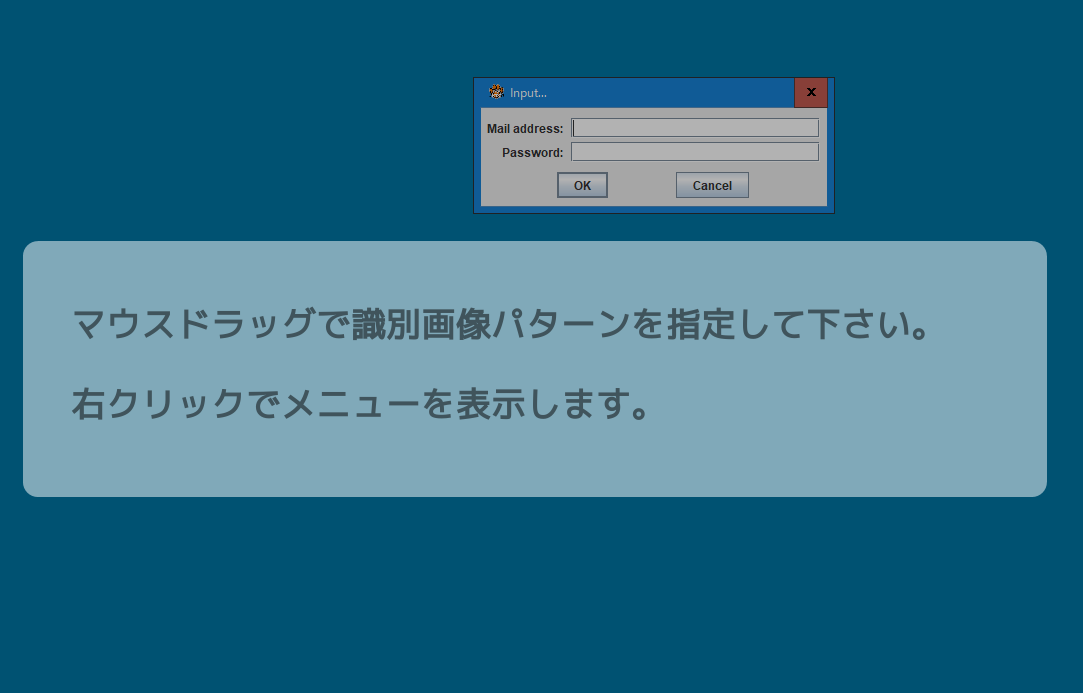 Input...
x
Mail address:
Password:
OK Cancel
マウスドラッグで識別画像パターンを指定して下さい。
右クリックでメニューを表示します。